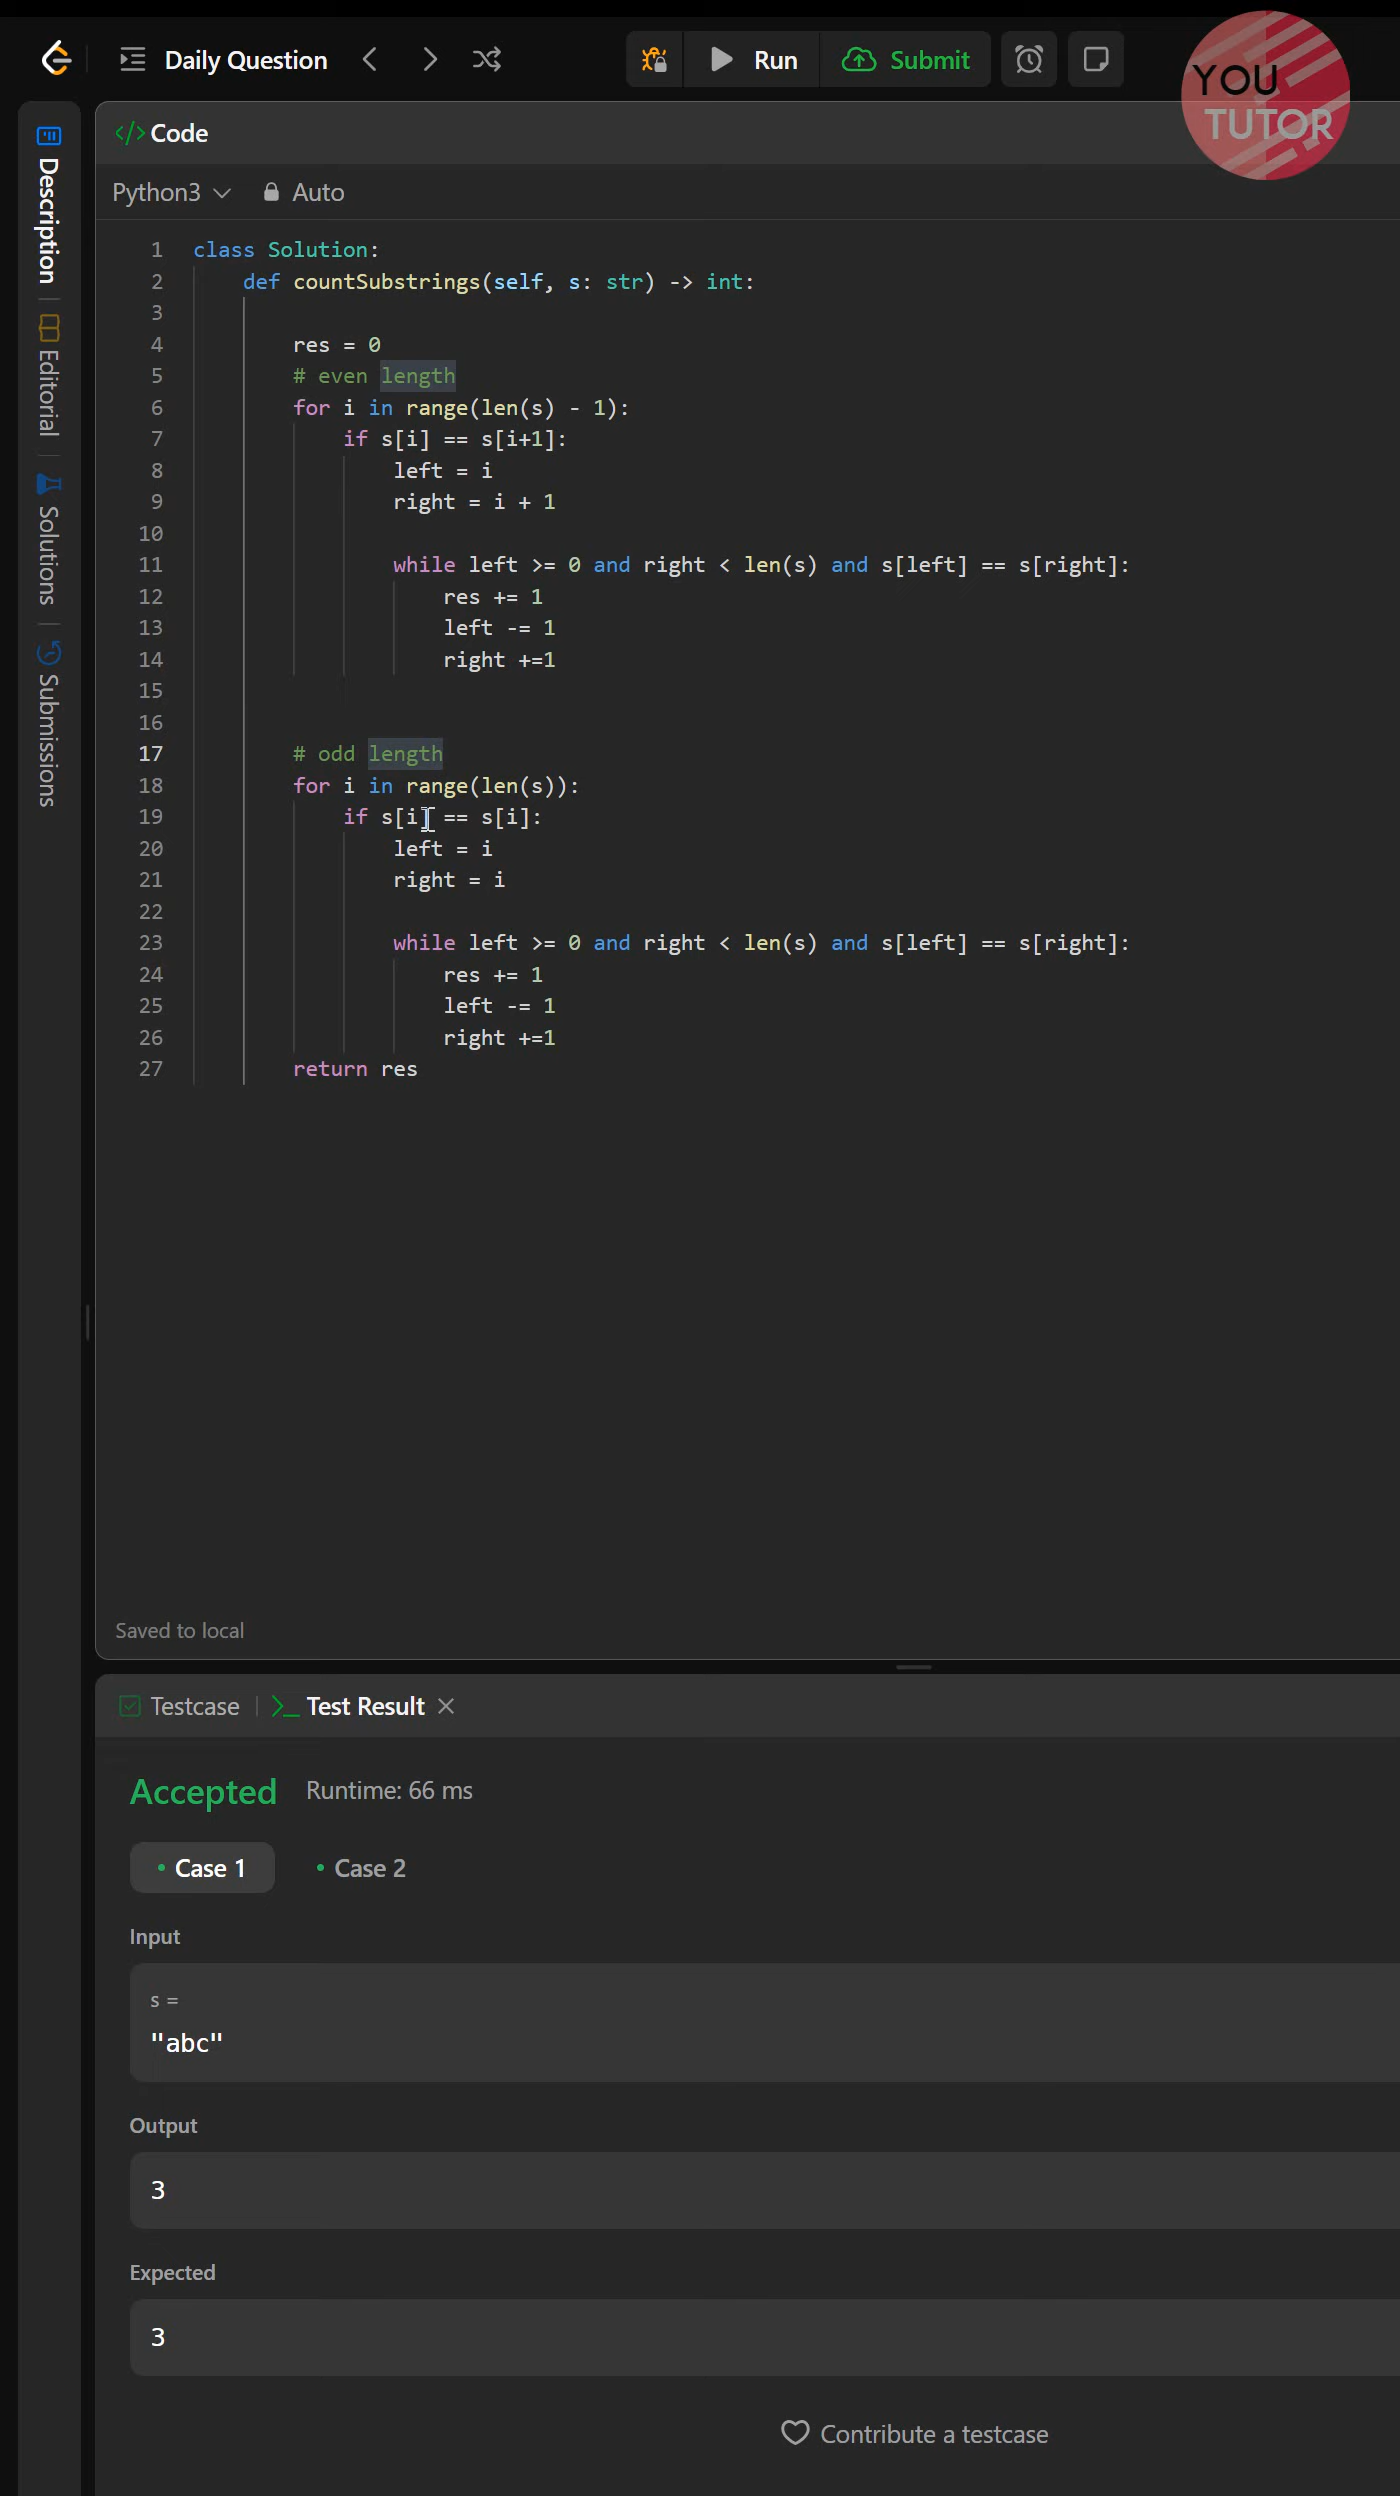 Daily Question
Run
Submit
YOU
TUTOR
Description
Editorial
Solutions
Submissions
</> Code
Python3
Auto
1 class Solution:
2     def countSubstrings(self, s: str) -> int:
3
4         res = 0
5         # even length
6         for i in range(len(s) - 1):
7             if s[i] == s[i+1]:
8                 left = i
9                 right = i + 1
10
11                 while left >= 0 and right < len(s) and s[left] == s[right]:
12                     res += 1
13                     left -= 1
14                     right +=1
15
16
17         # odd length
18         for i in range(len(s)):
19             if s[i] == s[i]:
20                 left = i
21                 right = i
22
23                 while left >= 0 and right < len(s) and s[left] == s[right]:
24                     res += 1
25                     left -= 1
26                     right +=1
27         return res
Saved to local
Testcase
Test Result
Accepted Runtime: 66 ms
• Case 1 • Case 2
Input
s =
"abc"
Output
3
Expected
3
Contribute a testcase